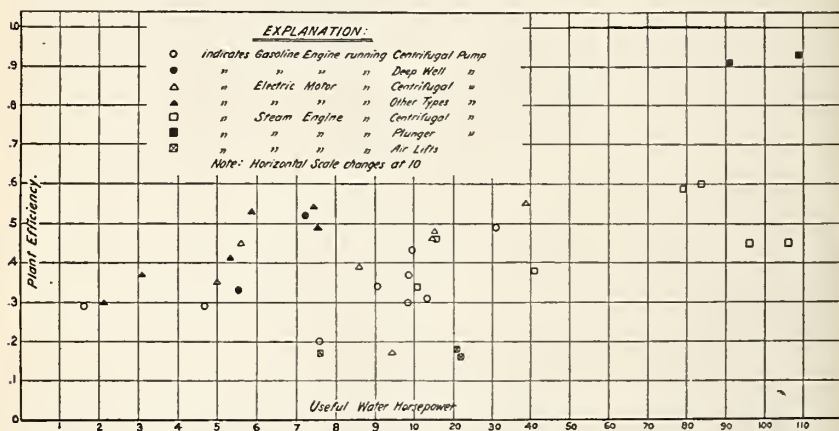 EXPLANATION:
indicates Gasoline Engine running Centrifugal Pump
" " " " Deep Well "
" Electric Motor " Centrifugal "
" " " " Other Types "
" Steam Engine " Centrifugal "
" " " " Plunger "
" " " " Air Lifts
Note: Horizontal Scale changes at 10
Plant Efficiency.
1.0
.9
.8
.7
.6
.5
.4
.3
.2
.1
0
Useful Water Horsepower
1 2 3 4 5 6 7 8 9 10 20 30 40 50 60 70 80 90 100 110